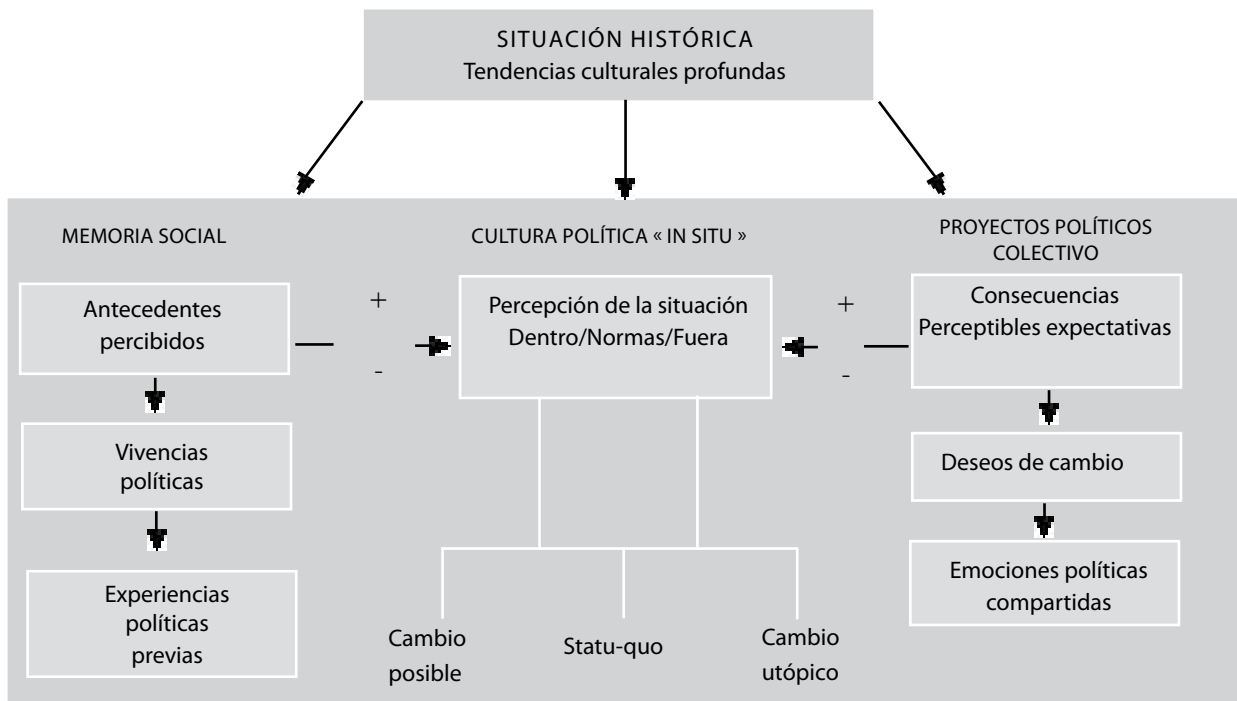 SITUACIÓN HISTÓRICA
Tendencias culturales profundas
MEMORIA SOCIAL
Antecedentes
percibidos
Vivencias
políticas
Experiencias
políticas
previas
+
-
CULTURA POLÍTICA « IN SITU »
Percepción de la situación
Dentro/Normas/Fuera
Cambio
posible
Statu-quo
Cambio
utópico
+
-
PROYECTOS POLÍTICOS
COLECTIVO
Consecuencias
Perceptibles expectativas
Deseos de cambio
Emociones políticas
compartidas